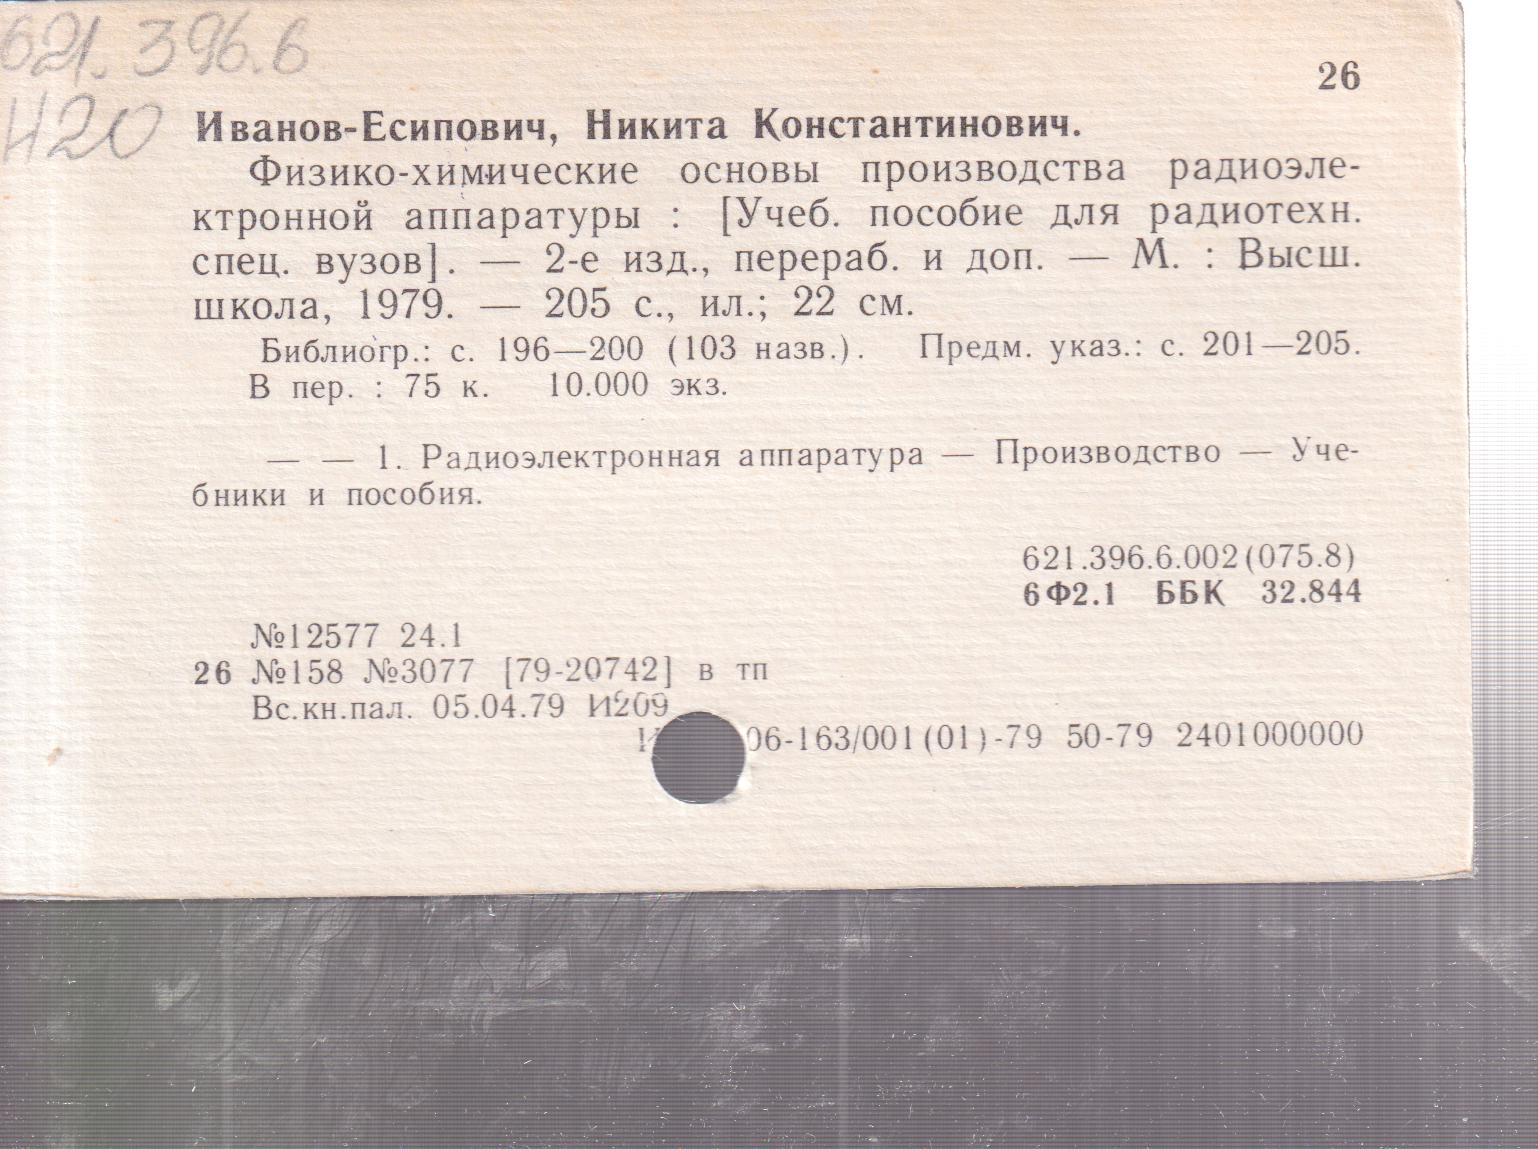 621.396.6
И20
26
Иванов-Есипович, Никита Константинович.
Физико-химические основы производства радиоэле-
ктронной аппаратуры : [Учеб. пособие для радиотехн.
спец. вузов]. — 2-е изд., перераб. и доп. — М. : Высш.
школа, 1979. — 205 с., ил.; 22 см.
Библиогр.: с. 196—200 (103 назв.). Предм. указ.: с. 201—205.
В пер. : 75 к. 10.000 экз.
— — 1. Радиоэлектронная аппаратура — Производство — Уче-
бники и пособия.
621.396.6.002(075.8)
6Ф2.1 ББК 32.844
№12577 24.1
26 №158 №3077 [79-20742] в тп
Вс.кн.пал. 05.04.79 И209
06-163/001(01)-79 50-79 2401000000